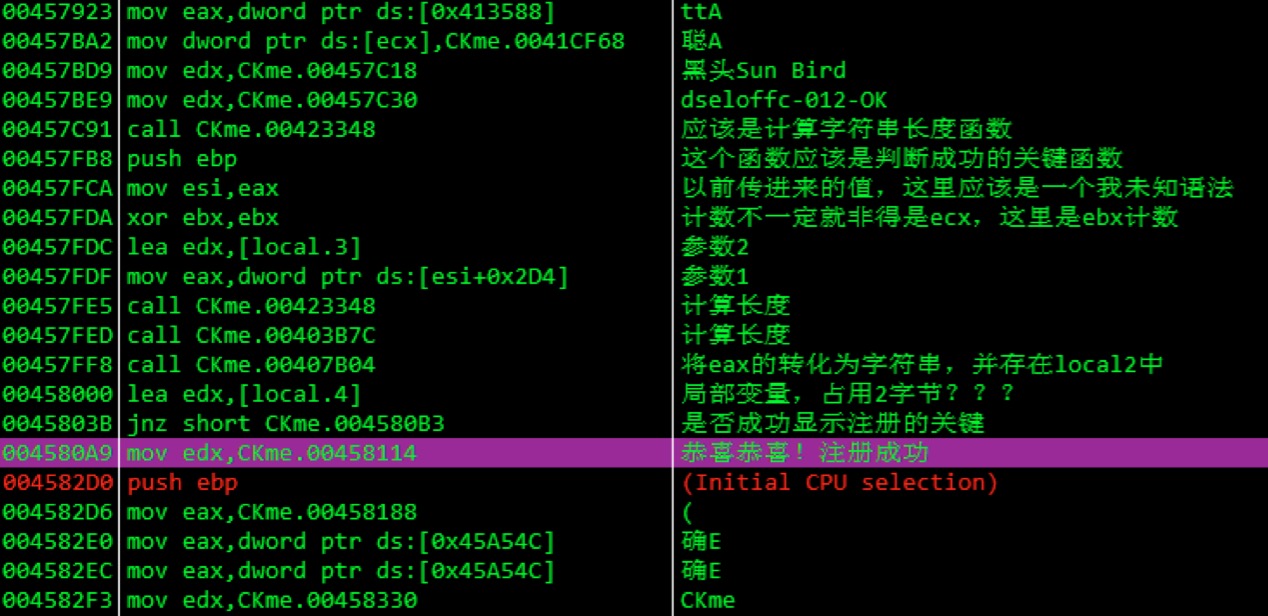 00457923 mov eax,dword ptr ds:[0x413588] ttA
00457BA2 mov dword ptr ds:[ecx],CKme.0041CF68 聪A
00457BD9 mov edx,CKme.00457C18 黑头Sun Bird
00457BE9 mov edx,CKme.00457C30 dseloffc-012-OK
00457C91 call CKme.00423348 应该是计算字符串长度函数
00457FB8 push ebp 这个函数应该是判断成功的关键函数
00457FCA mov esi,eax 以前传进来的值，这里应该是一个我未知语法
00457FDA xor ebx,ebx 计数不一定就非得是ecx，这里是ebx计数
00457FDC lea edx,[local.3] 参数2
00457FDF mov eax,dword ptr ds:[esi+0x2D4] 参数1
00457FE5 call CKme.00423348 计算长度
00457FED call CKme.00403B7C 计算长度
00457FF8 call CKme.00407B04 将eax的转化为字符串，并存在local2中
00458000 lea edx,[local.4] 局部变量，占用2字节？？？
0045803B jnz short CKme.004580B3 是否成功显示注册的关键
004580A9 mov edx,CKme.00458114 恭喜恭喜！注册成功
004582D0 push ebp (Initial CPU selection)
004582D6 mov eax,CKme.00458188 (
004582E0 mov eax,dword ptr ds:[0x45A54C] 确E
004582EC mov eax,dword ptr ds:[0x45A54C] 确E
004582F3 mov edx,CKme.00458330 CKme